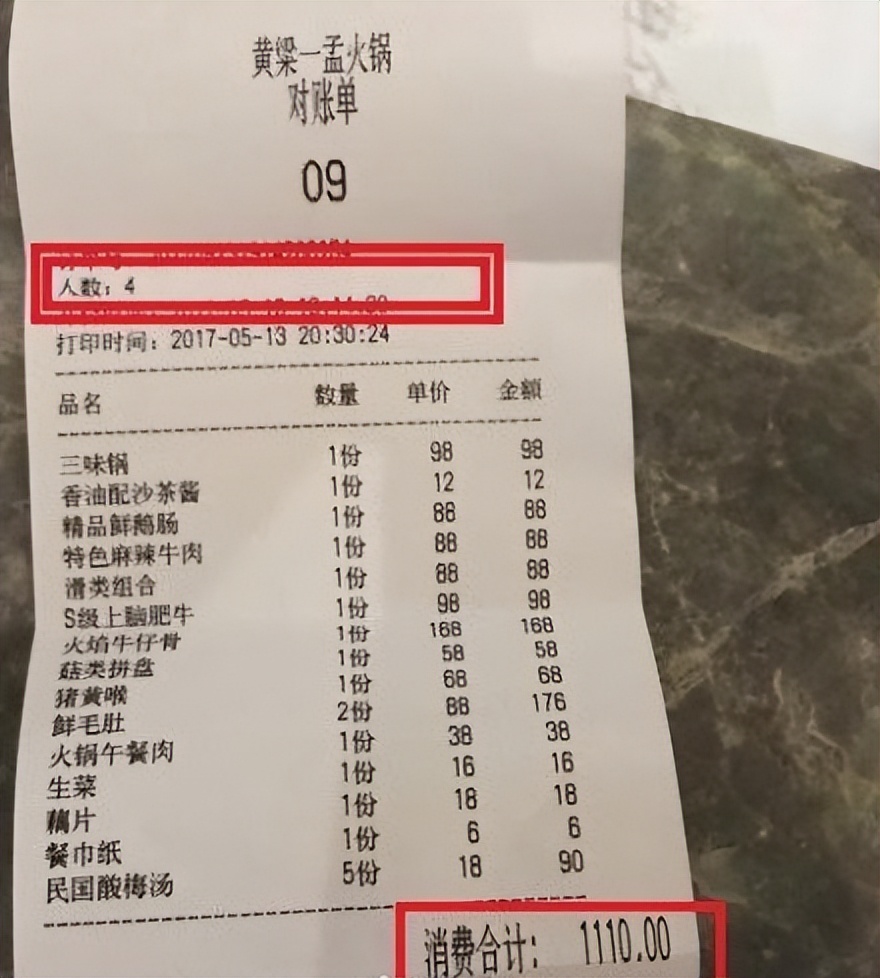 黄梁一孟火锅
对账单
09
人数：4
打印时间：2017-05-13 20:30:24
品名 数量 单价 金额
三味锅 1份 98 98
香油配沙茶酱 1份 12 12
精品鲜鹅肠 1份 88 88
特色麻辣牛肉 1份 88 88
滑类组合 1份 88 88
S级上脑肥牛 1份 98 98
火焰牛仔骨 1份 168 168
菇类拼盘 1份 58 58
猪黄喉 1份 68 68
鲜毛肚 2份 88 176
火锅午餐肉 1份 38 38
生菜 1份 16 16
藕片 1份 18 18
餐巾纸 1份 6 6
民国酸梅汤 5份 18 90
消费合计： 1110.00